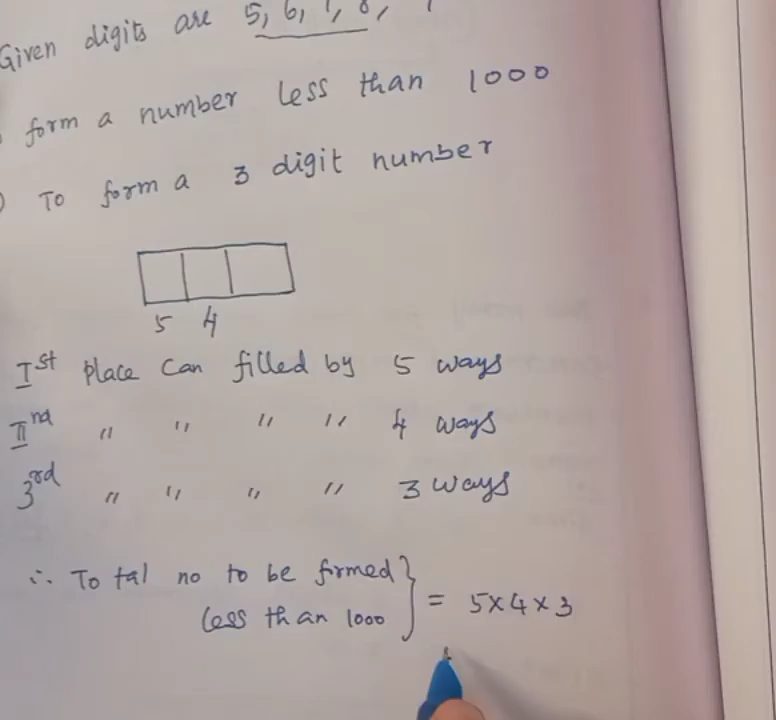 Given digits are 5, 6, 7, 8,
form a number less than 1000
To form a 3 digit number
5 4
Ist place can filled by 5 ways
IInd " " " " 4 ways
3rd " " " " 3 ways
∴ Total no to be formed
less than 1000 } = 5×4×3